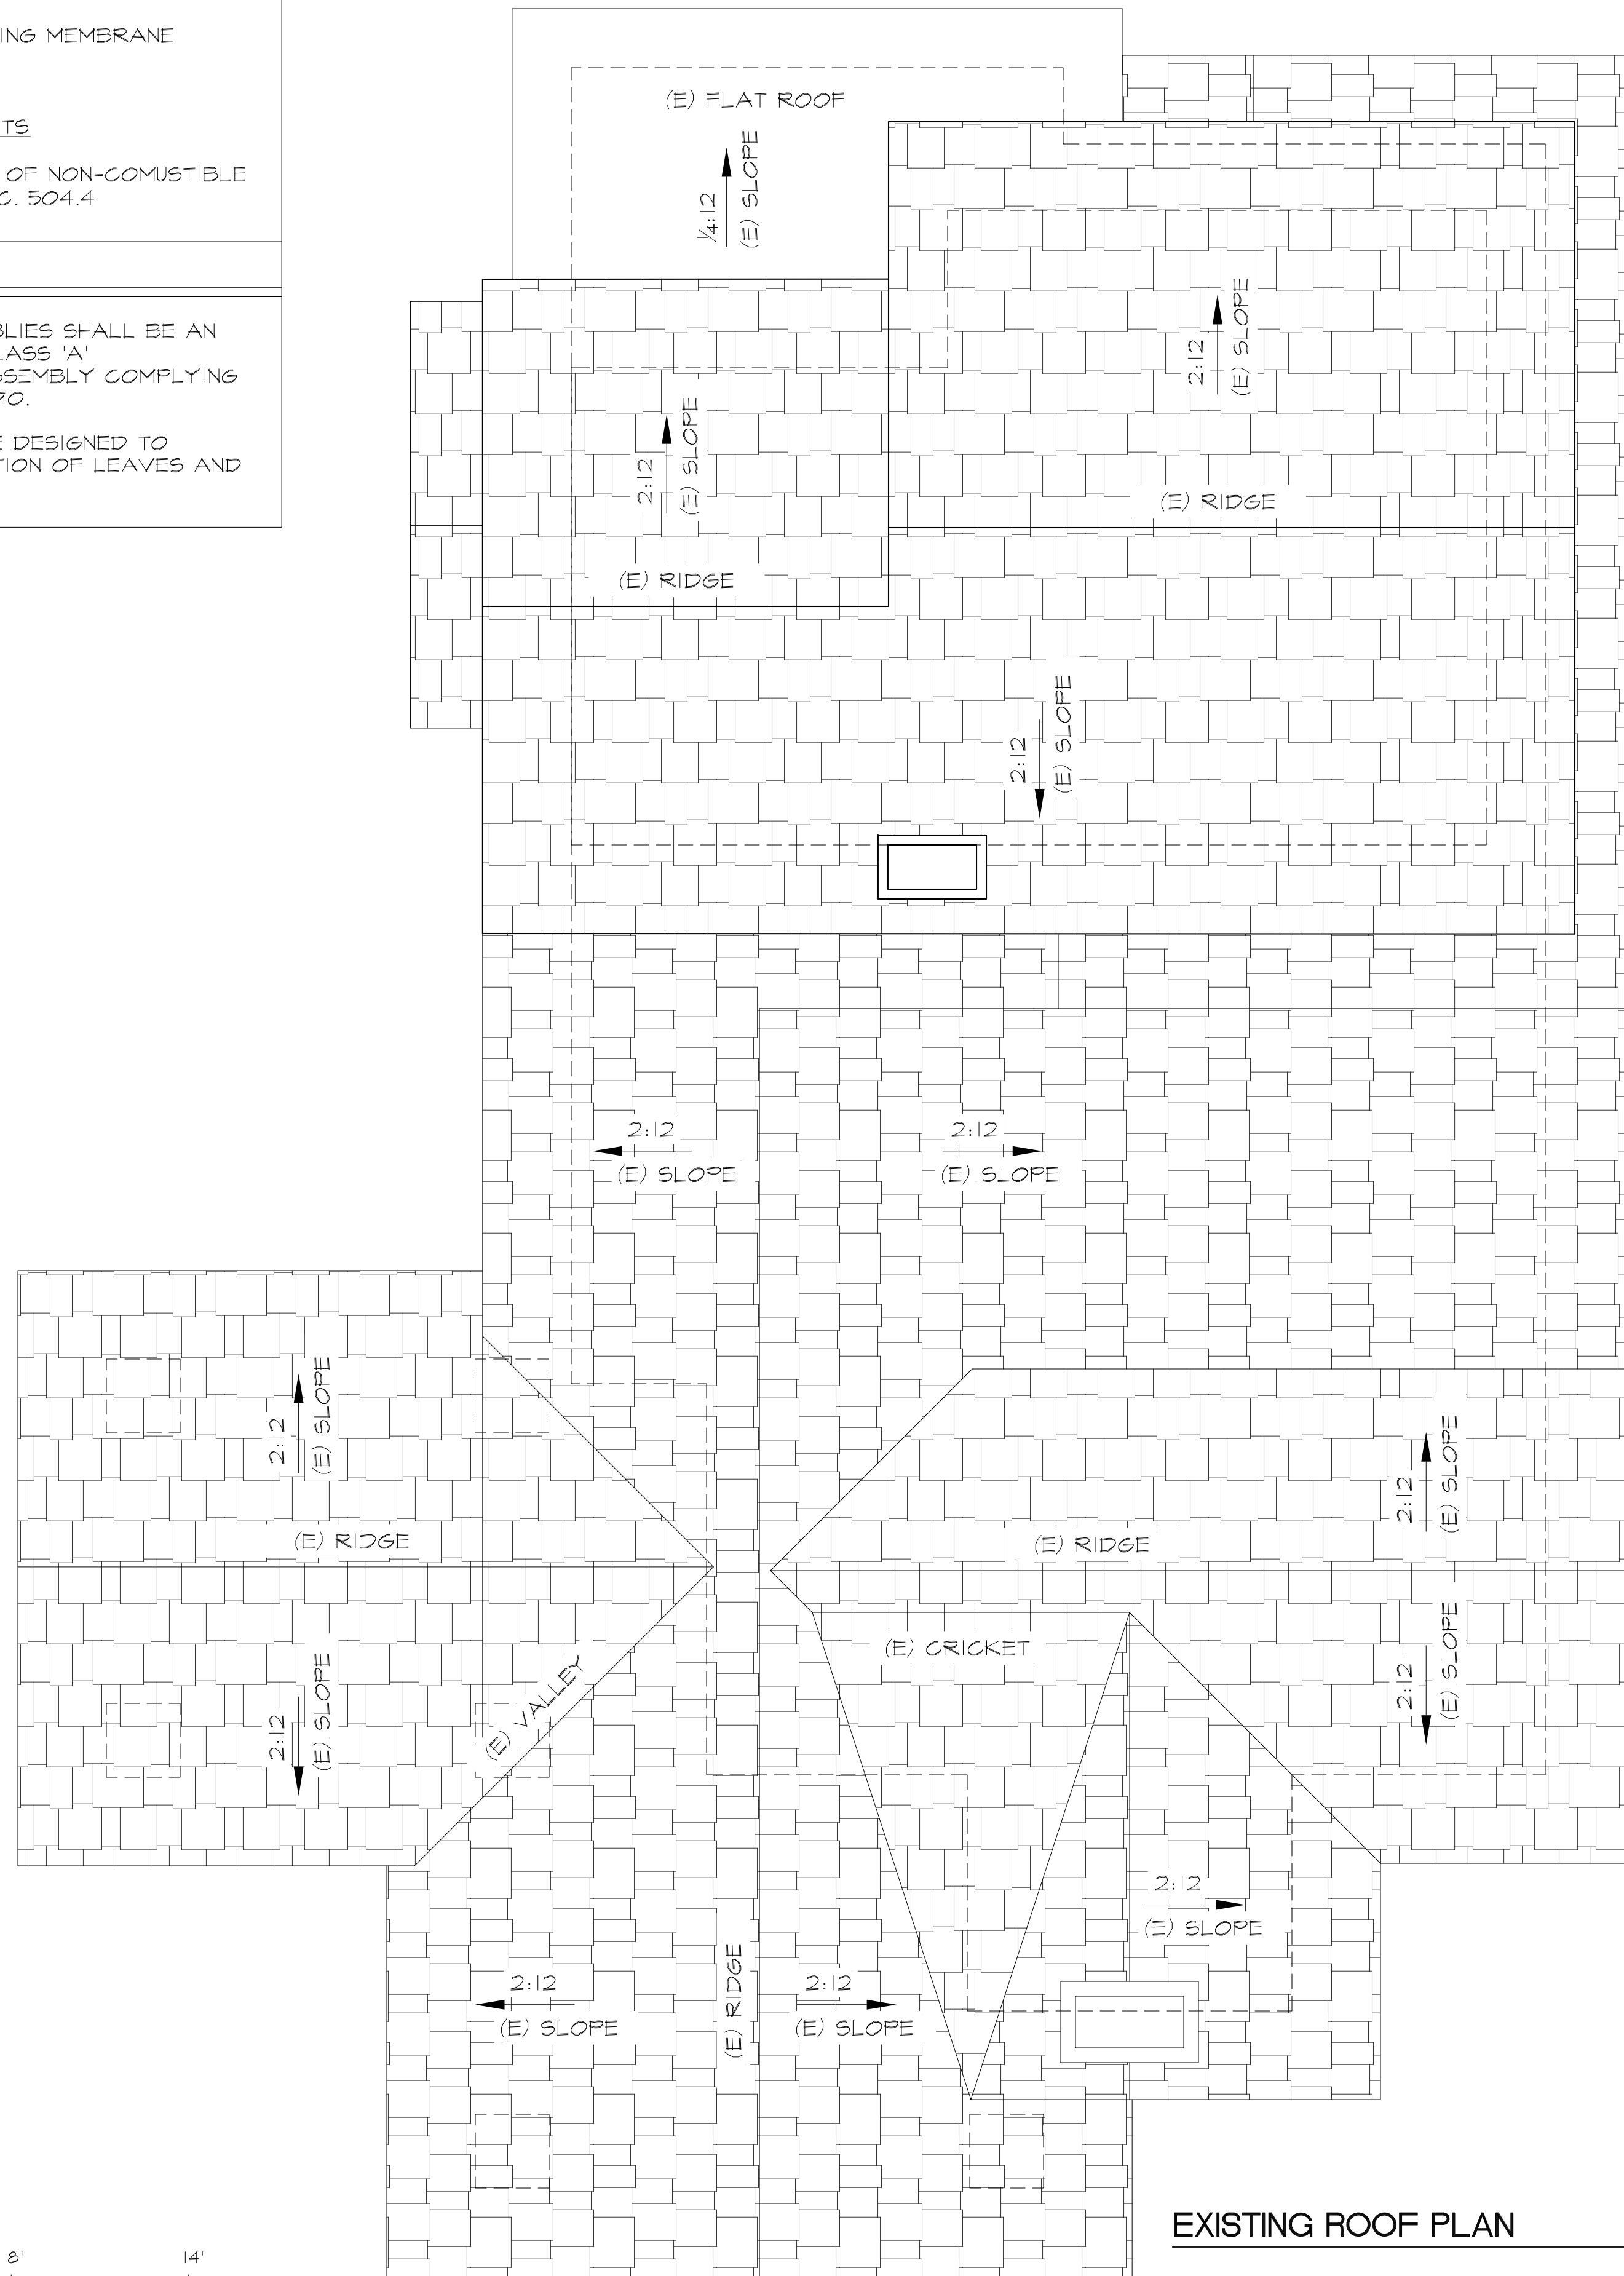 ING MEMBRANE
TS
OF NON-COMUSTIBLE
C. 504.4
BLIES SHALL BE AN
LASS 'A'
SSEMBLY COMPLYING
90.
E DESIGNED TO
TION OF LEAVES AND
(E) FLAT ROOF
1/4:12
(E) SLOPE
2:12
(E) SLOPE
2:12
(E) SLOPE
(E) RIDGE
(E) RIDGE
2:12
(E) SLOPE
2:12
(E) SLOPE
2:12
(E) SLOPE
2:12
(E) SLOPE
2:12
(E) SLOPE
(E) RIDGE
(E) RIDGE
(E) CRICKET
2:12
(E) SLOPE
(E) VALLEY
2:12
(E) SLOPE
2:12
(E) SLOPE
2:12
(E) SLOPE
(E) RIDGE
2:12
(E) SLOPE
EXISTING ROOF PLAN
8'
14'